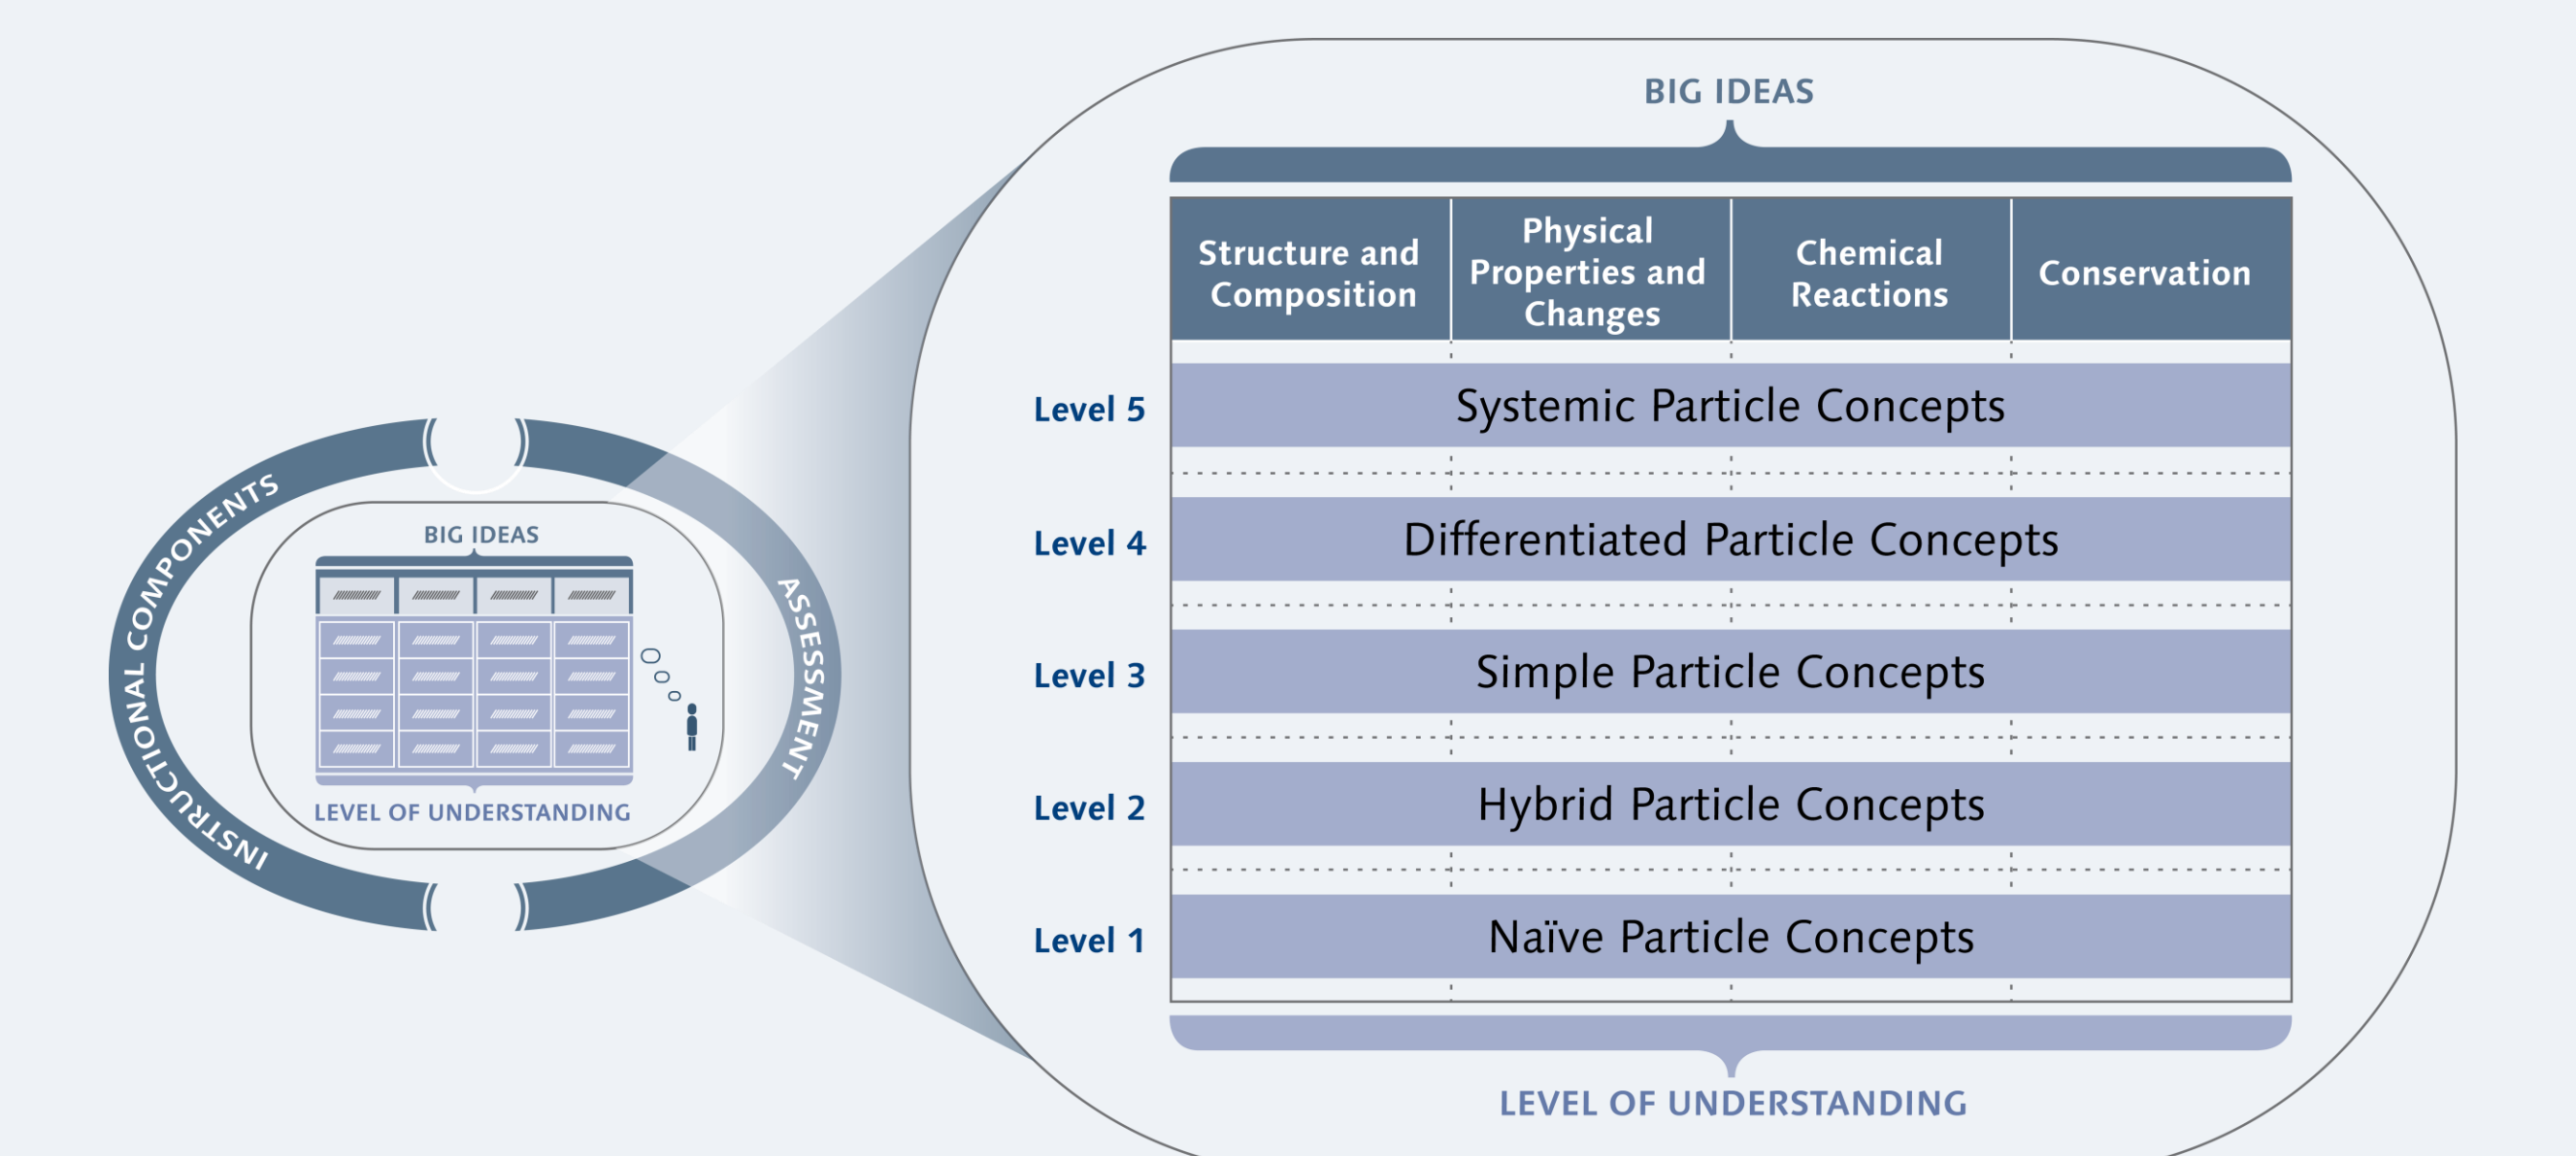 INSTRUCTIONAL COMPONENTS
BIG IDEAS
LEVEL OF UNDERSTANDING
ASSESSMENT
BIG IDEAS
Structure and
Composition
Physical
Properties and
Changes
Chemical
Reactions
Conservation
Level 5
Systemic Particle Concepts
Level 4
Differentiated Particle Concepts
Level 3
Simple Particle Concepts
Level 2
Hybrid Particle Concepts
Level 1
Naïve Particle Concepts
LEVEL OF UNDERSTANDING